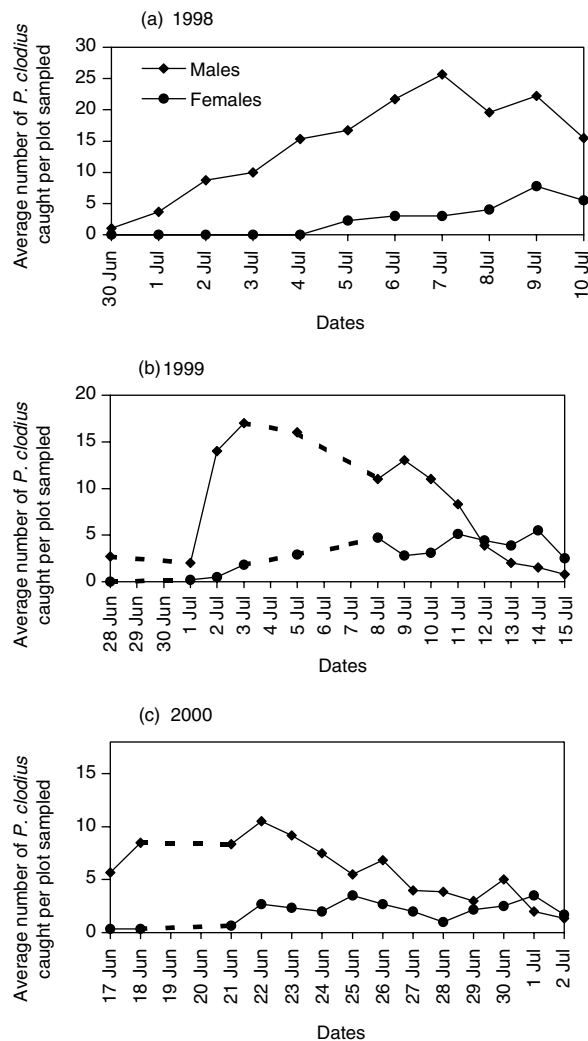 (a) 1998
Average number of P. clodius
caught per plot sampled
30
25
20
15
10
5
0
Males
Females
30 Jun
1 Jul
2 Jul
3 Jul
4 Jul
5 Jul
6 Jul
7 Jul
8Jul
9 Jul
10 Jul
Dates
(b) 1999
Average number of P. clodius
caught per plot sampled
20
15
10
5
0
28 Jun
29 Jun
30 Jun
1 Jul
2 Jul
3 Jul
4 Jul
5 Jul
6 Jul
7 Jul
8 Jul
9 Jul
10 Jul
11 Jul
12 Jul
13 Jul
14 Jul
15 Jul
Dates
(c) 2000
Average number of P. clodius
caught per plot sampled
15
10
5
0
17 Jun
18 Jun
19 Jun
20 Jun
21 Jun
22 Jun
23 Jun
24 Jun
25 Jun
26 Jun
27 Jun
28 Jun
29 Jun
30 Jun
1 Jul
2 Jul
Dates